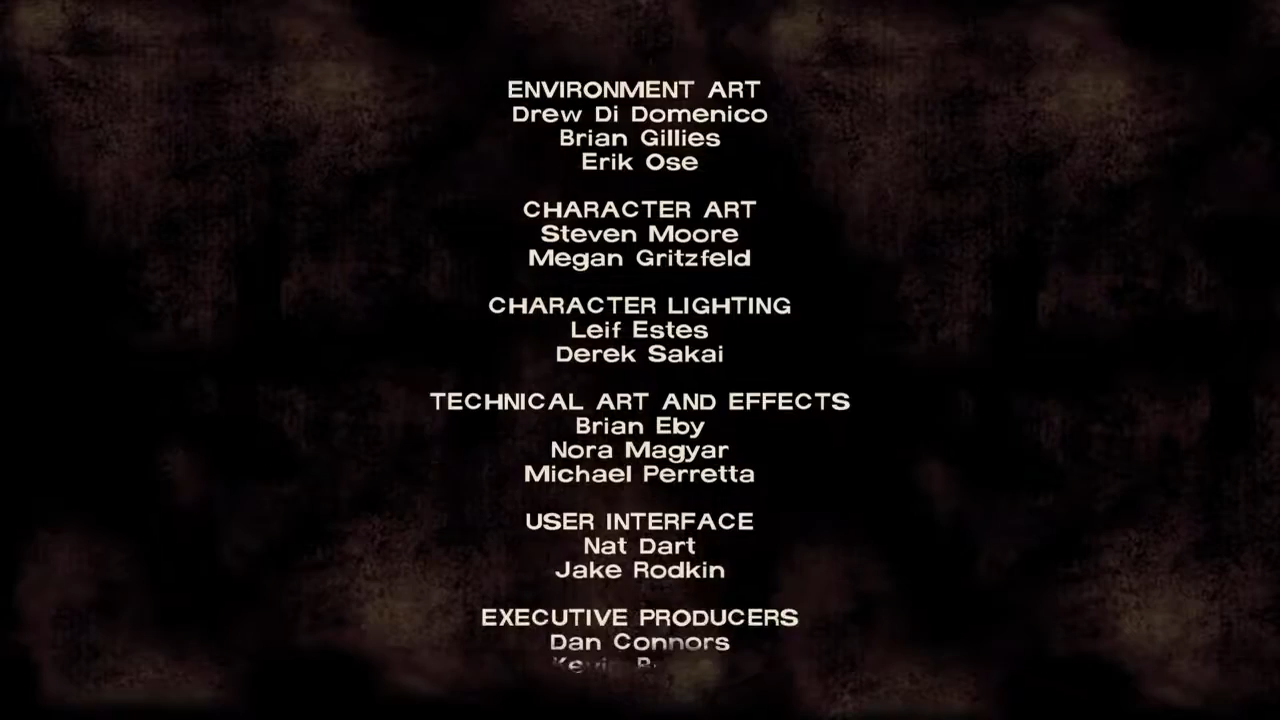 ENVIRONMENT ART
Drew Di Domenico
Brian Gillies
Erik Ose
CHARACTER ART
Steven Moore
Megan Gritzfeld
CHARACTER LIGHTING
Leif Estes
Derek Sakai
TECHNICAL ART AND EFFECTS
Brian Eby
Nora Magyar
Michael Perretta
USER INTERFACE
Nat Dart
Jake Rodkin
EXECUTIVE PRODUCERS
Dan Connors
Kevin